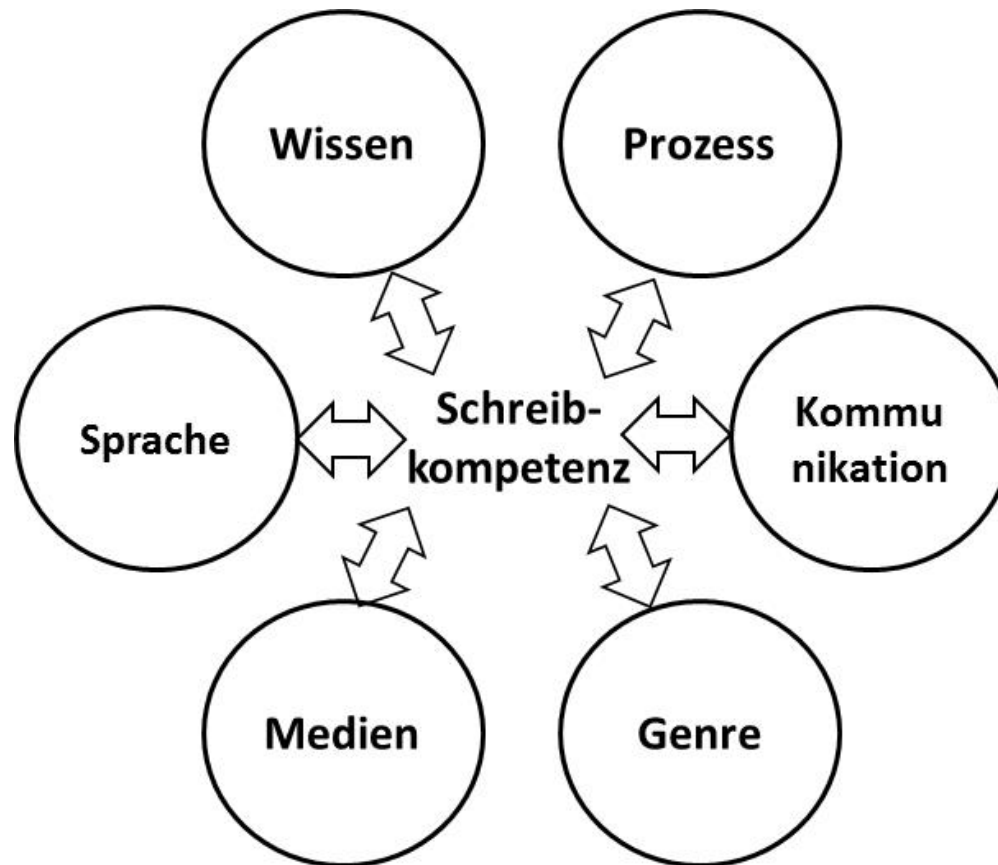 Wissen
Prozess
Sprache
Schreib-
kompetenz
Kommu
nikation
Medien
Genre